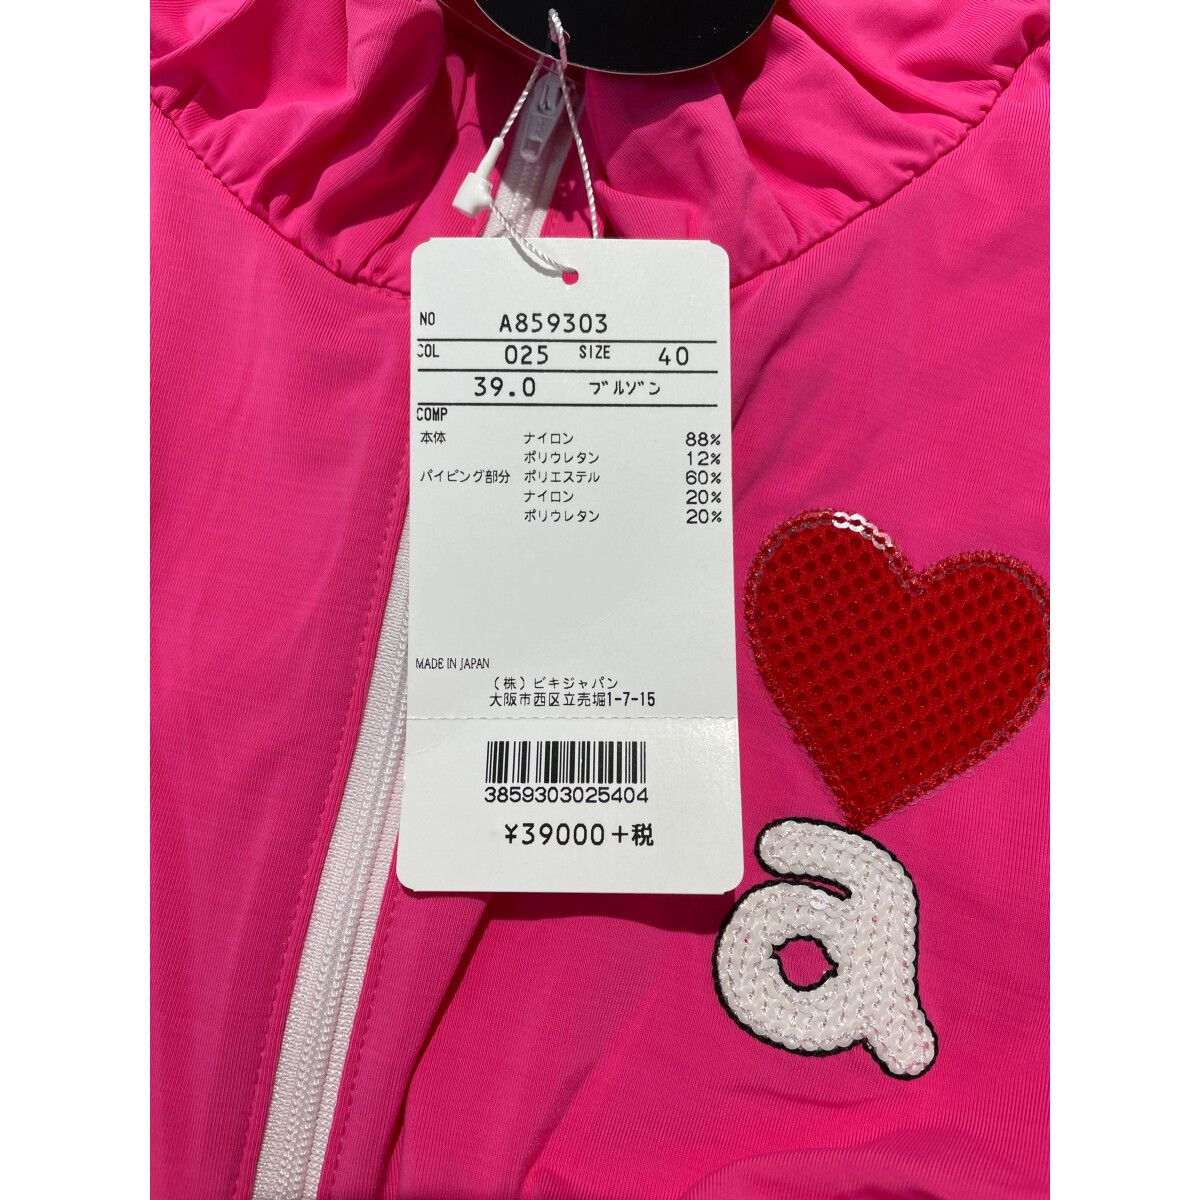 NO A859303
COL 025 SIZE 40
39.0 ブルゾン
COMP
本体 ナイロン 88%
ポリウレタン 12%
パイピング部分 ポリエステル 60%
ナイロン 20%
ポリウレタン 20%
MADE IN JAPAN
(株)ビキジャパン
大阪市西区立売堀1-7-15
3859303025404
¥39000+税
a